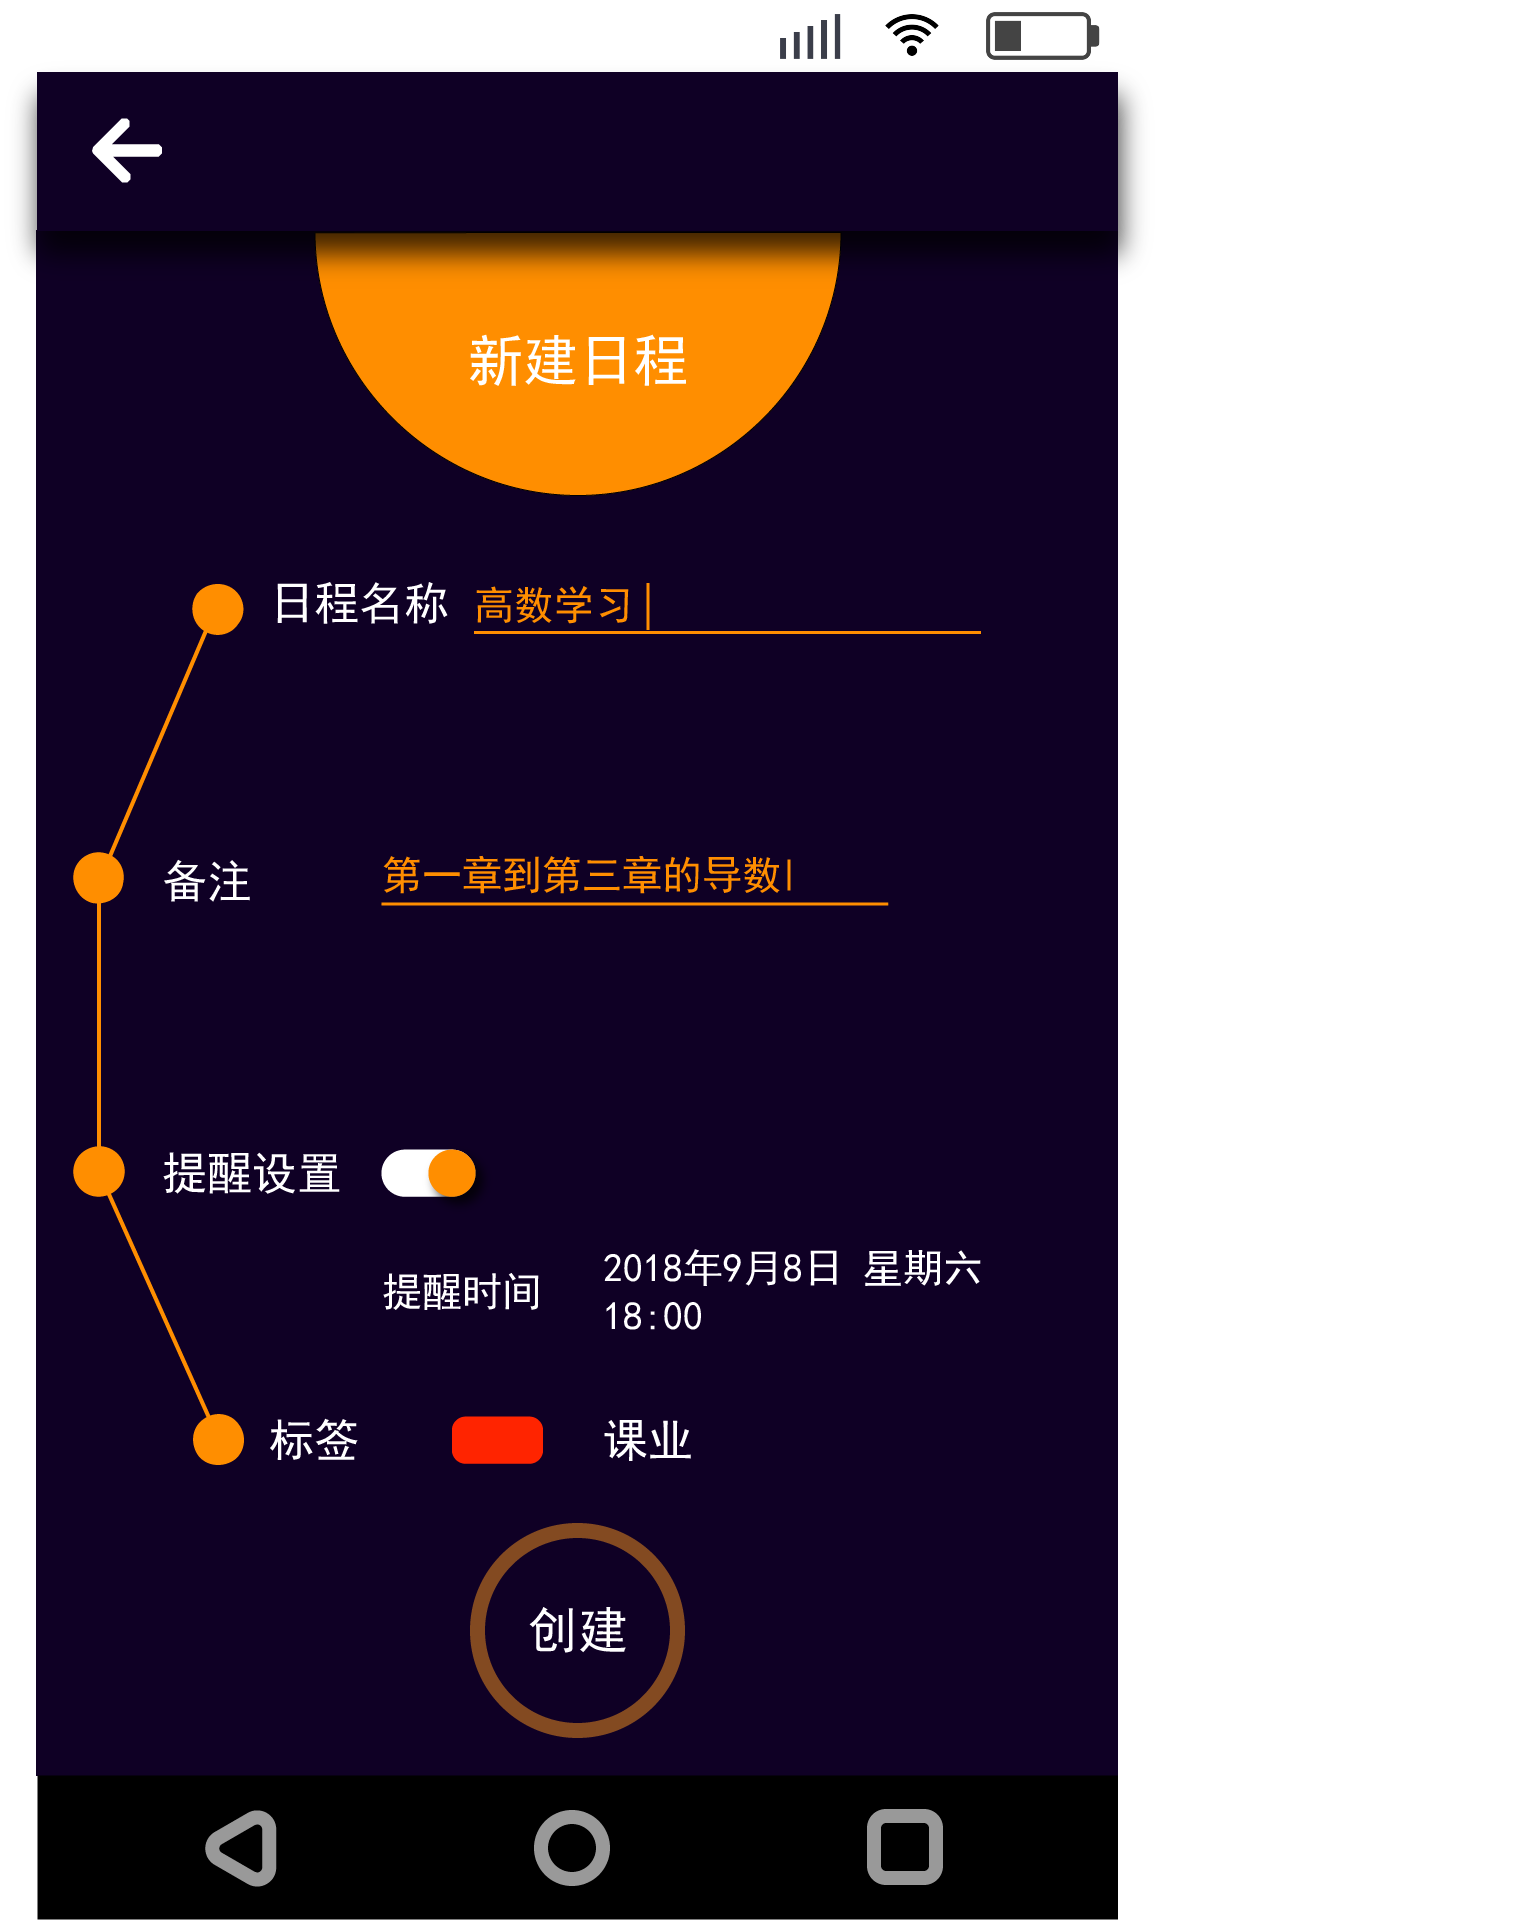 新建日程
日程名称 高数学习
备注 第一章到第三章的导数
提醒设置
提醒时间 2018年9月8日 星期六
18:00
标签 课业
创建